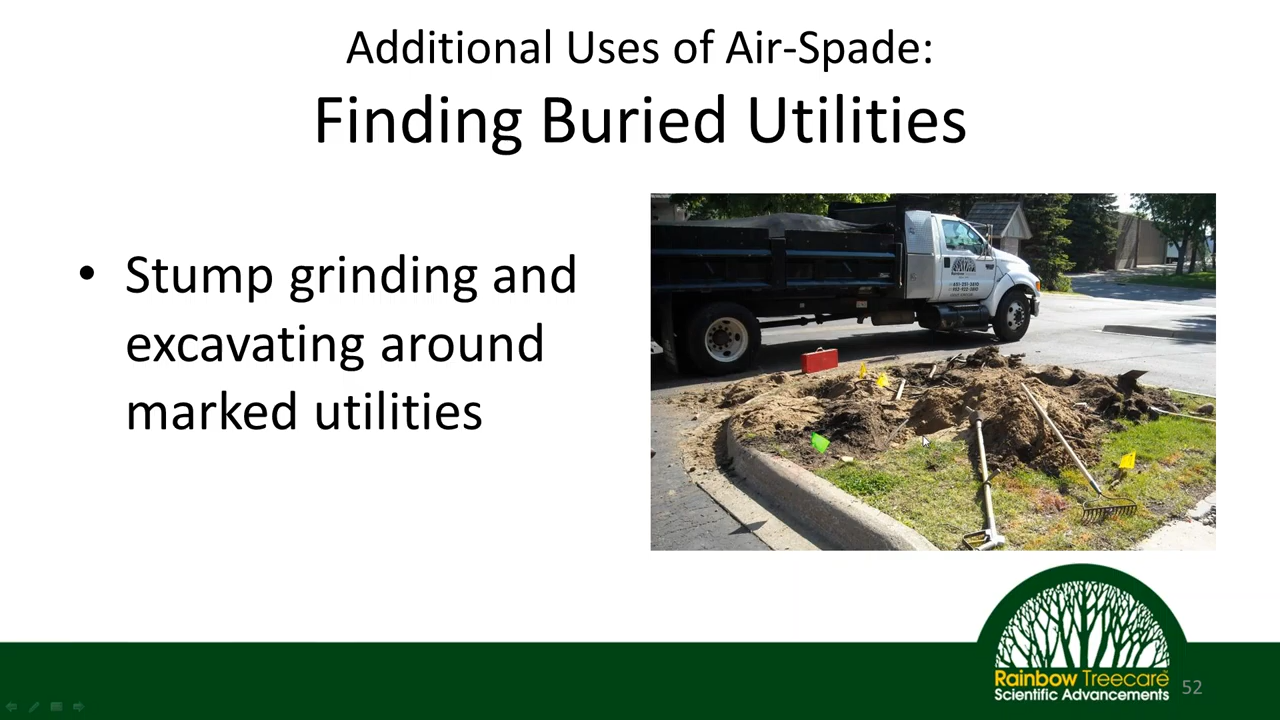 Additional Uses of Air-Spade:
Finding Buried Utilities
• Stump grinding and
excavating around
marked utilities
Rainbow Treecare
Scientific Advancements
52